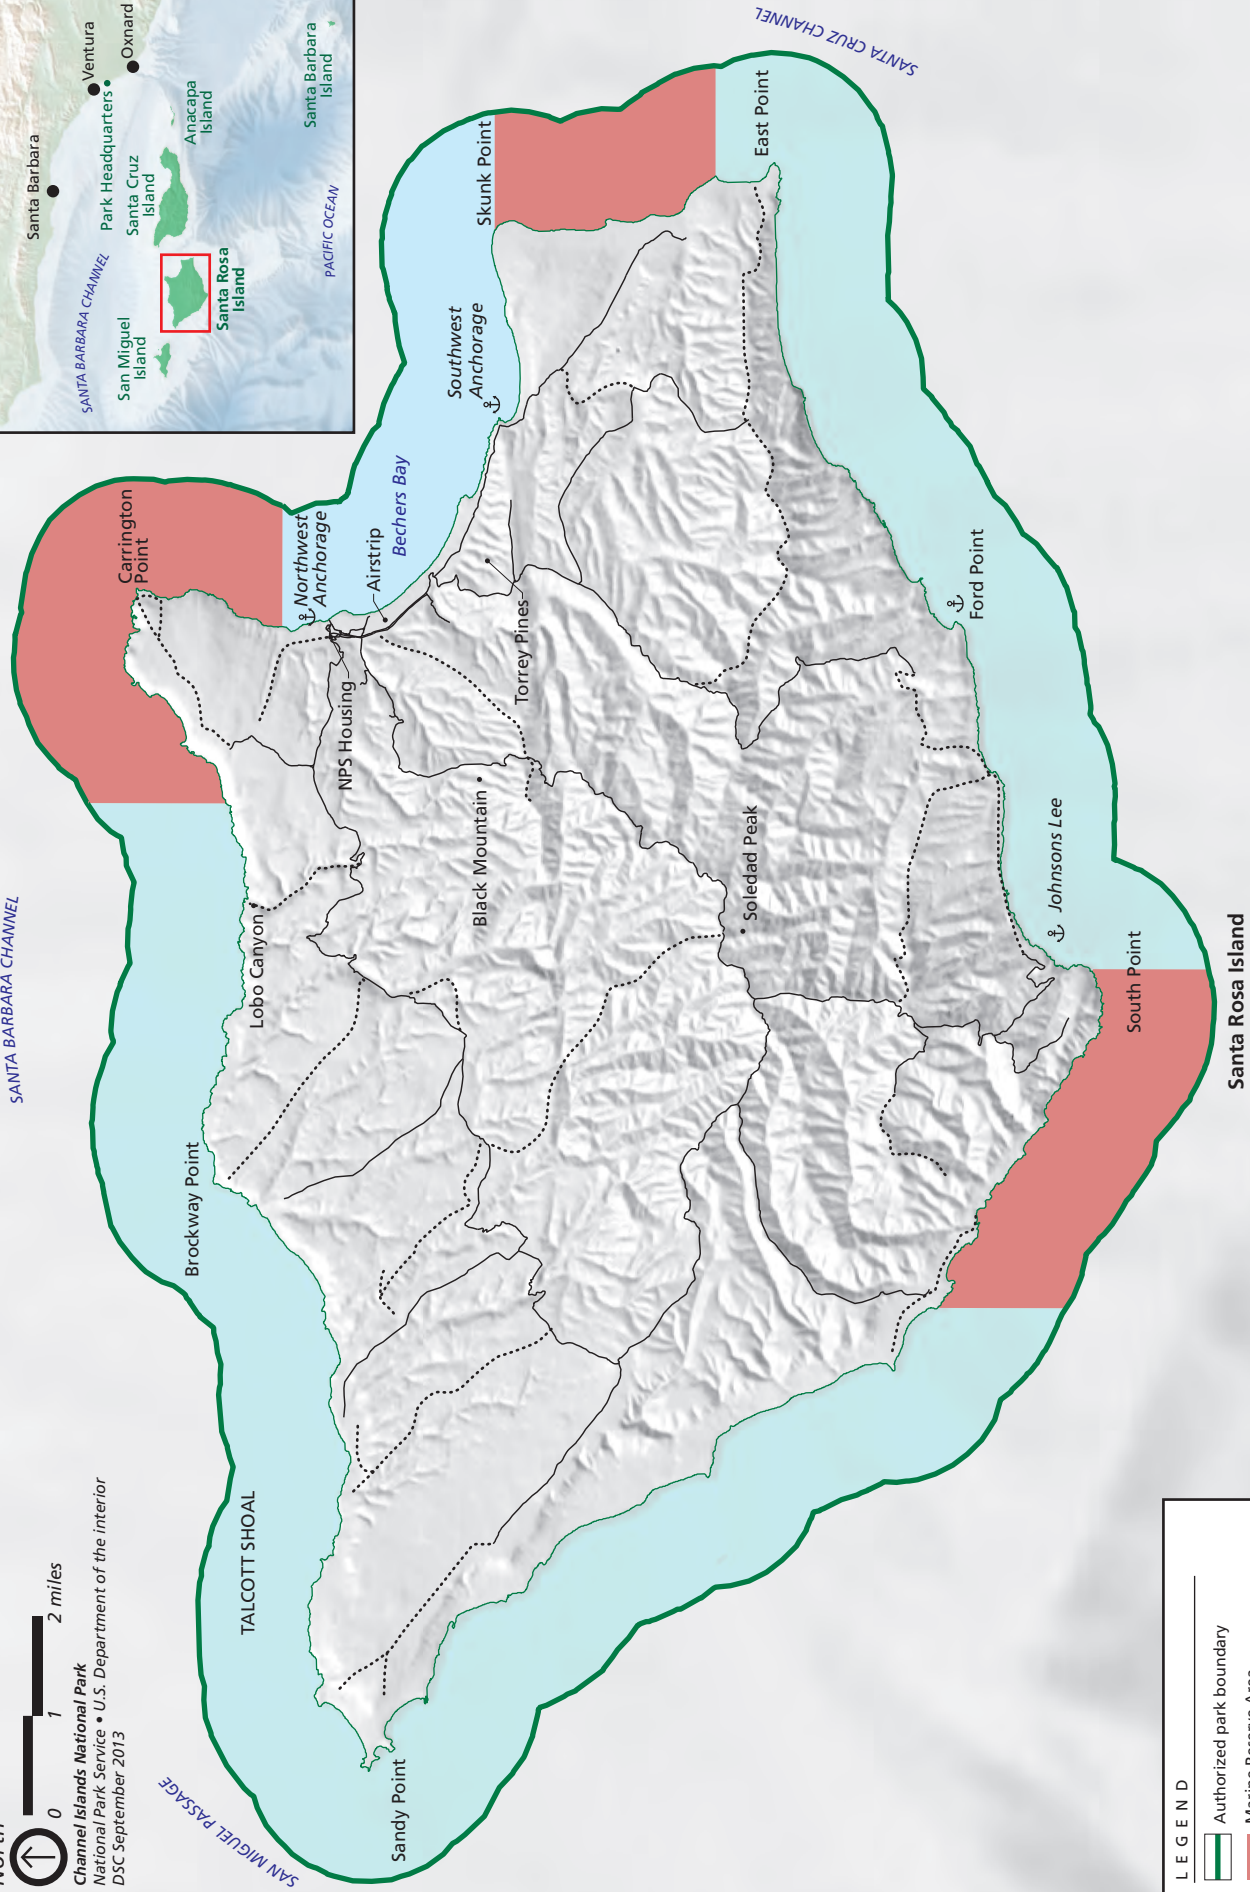 North
0 1 2 miles
Channel Islands National Park
National Park Service • U.S. Department of the interior
DSC September 2013
SANTA BARBARA CHANNEL
SAN MIGUEL PASSAGE
SANTA CRUZ CHANNEL
TALCOTT SHOAL
Sandy Point
Brockway Point
Lobo Canyon
Carrington
Point
Northwest
Anchorage
Airstrip
Bechers Bay
NPS Housing
Torrey Pines
Black Mountain
Soledad Peak
Southwest
Anchorage
Skunk Point
East Point
Ford Point
Johnsons Lee
South Point
Santa Barbara
Ventura
Oxnard
Park Headquarters
SANTA BARBARA CHANNEL
San Miguel
Island
Santa Cruz
Island
Anacapa
Island
Santa Rosa
Island
Santa Barbara
Island
PACIFIC OCEAN
LEGEND
Authorized park boundary
Marine Reserve Area
Santa Rosa Island